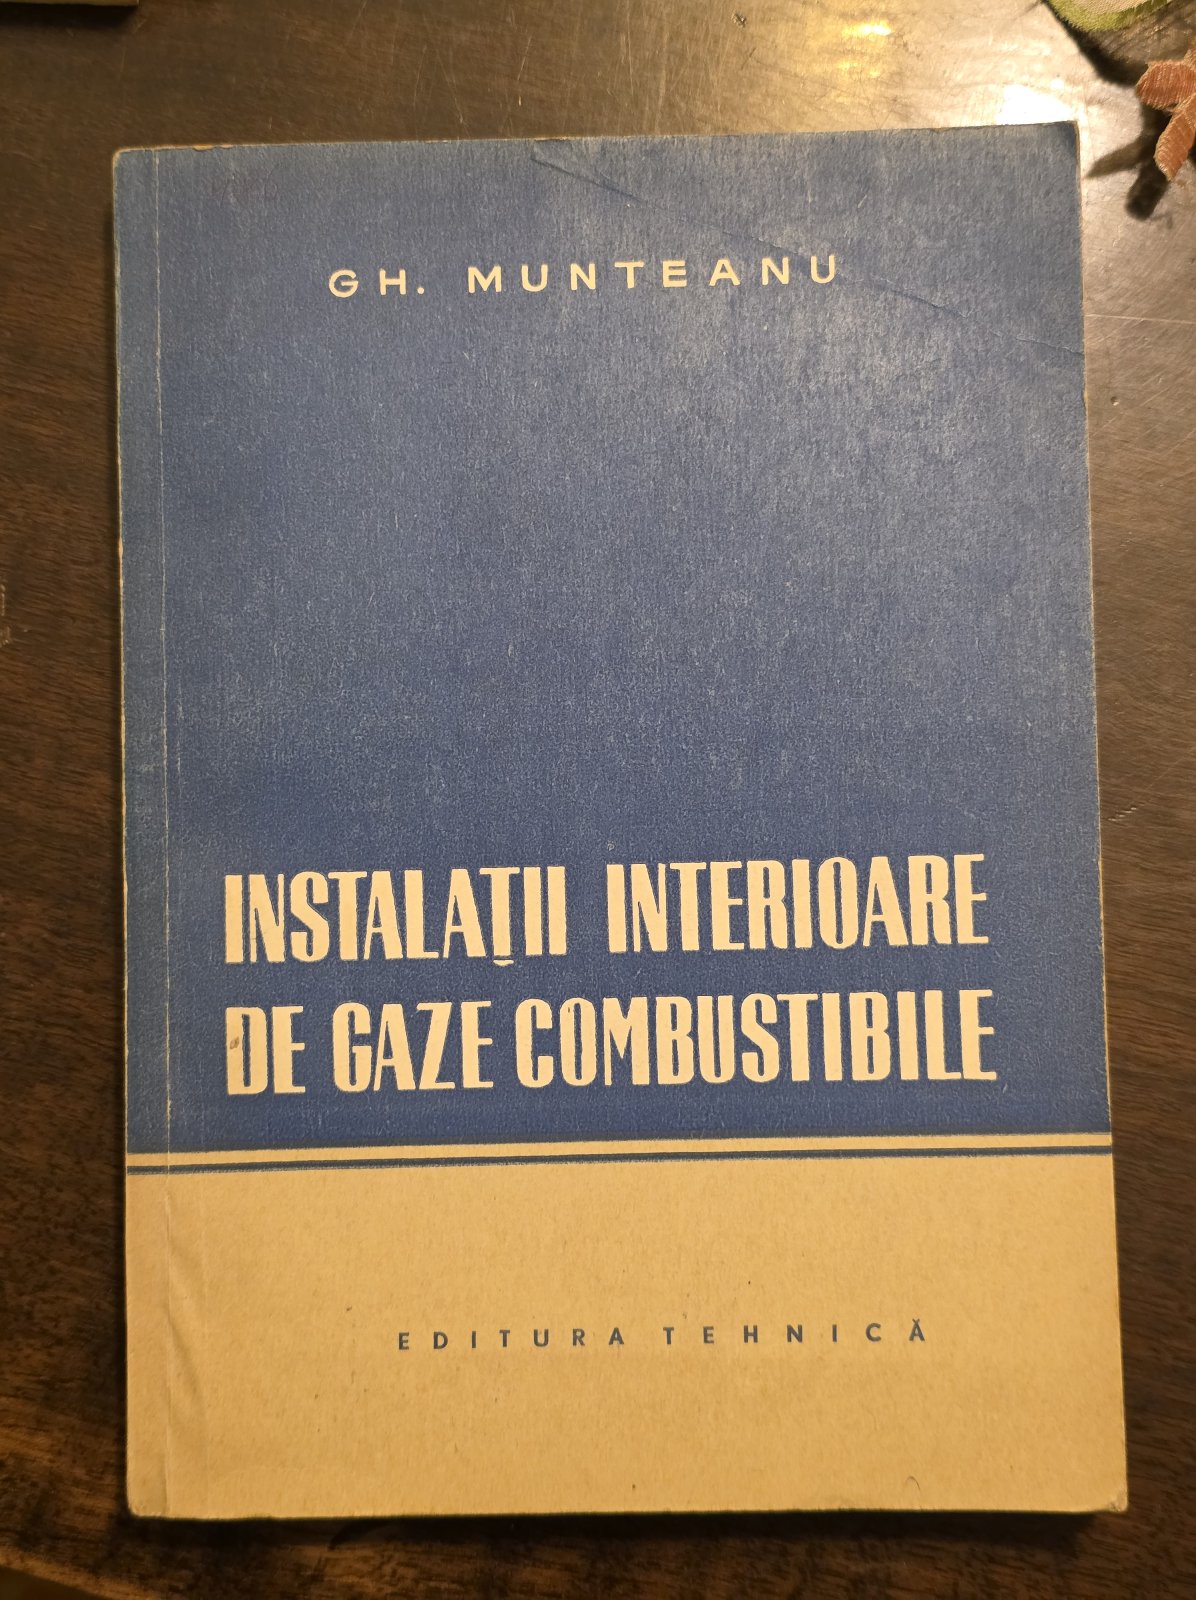 GH. MUNTEANU
INSTALAȚII INTERIOARE
DE GAZE COMBUSTIBILE
EDITURA TEHNICĂ